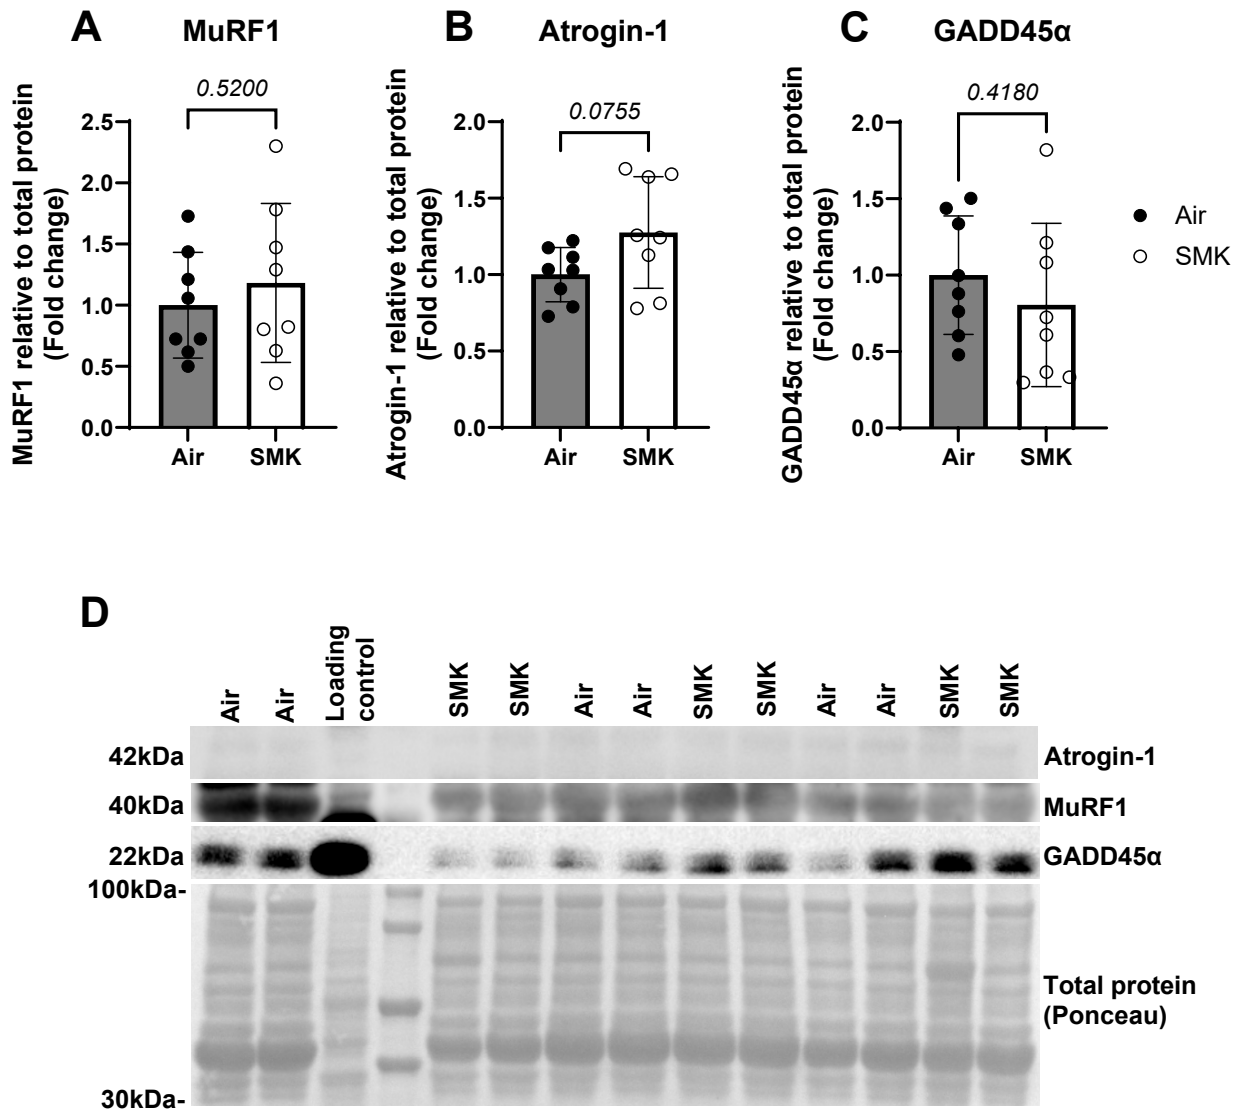 A
MuRF1
MuRF1 relative to total protein
(Fold change)
0.5200
2.5
2.0
1.5
1.0
0.5
0.0
Air
SMK
B
Atrogin-1
Atrogin-1 relative to total protein
(Fold change)
0.0755
2.0
1.5
1.0
0.5
0.0
Air
SMK
C
GADD45α
GADD45α relative to total protein
(Fold change)
0.4180
2.0
1.5
1.0
0.5
0.0
Air
SMK
Air
SMK
D
Air
Air
Loading
control
SMK
SMK
Air
Air
SMK
SMK
Air
Air
SMK
SMK
42kDa
Atrogin-1
40kDa
MuRF1
22kDa
GADD45α
100kDa-
Total protein
(Ponceau)
30kDa-